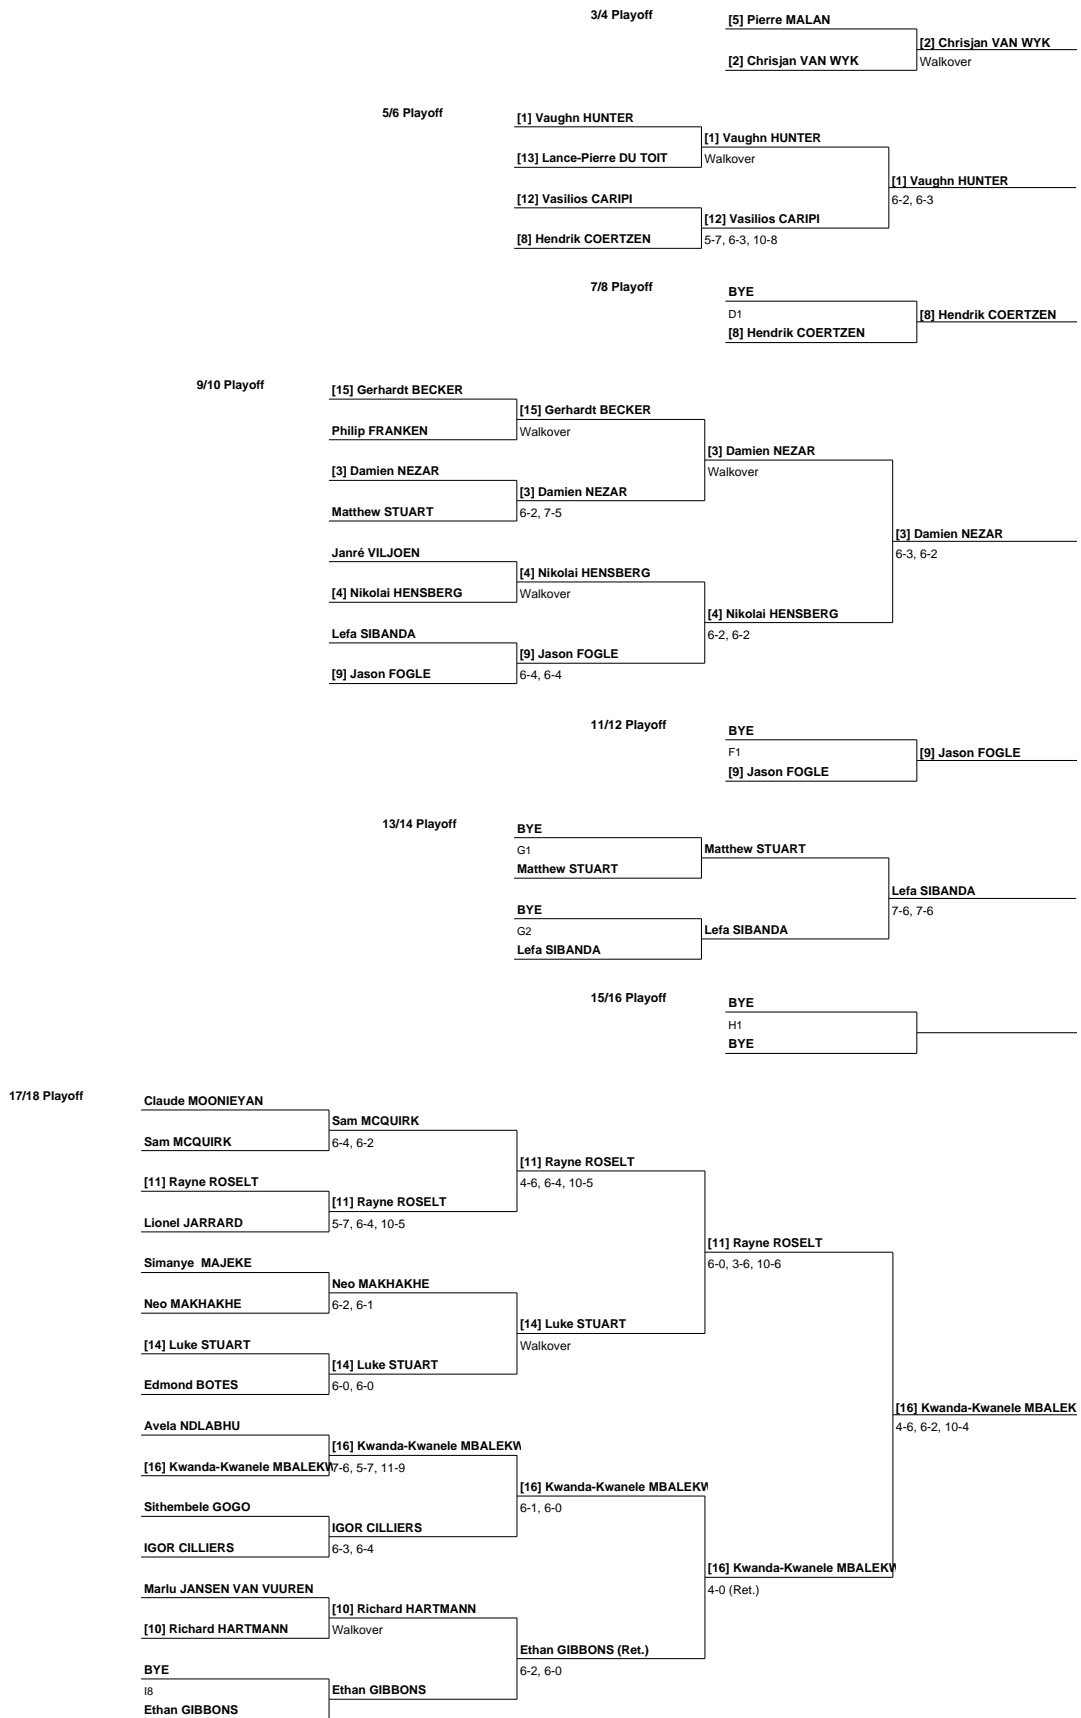 3/4 Playoff
[5] Pierre MALAN
[2] Chrisjan VAN WYK
[2] Chrisjan VAN WYK
Walkover
5/6 Playoff
[1] Vaughn HUNTER
[1] Vaughn HUNTER
[13] Lance-Pierre DU TOIT
Walkover
[1] Vaughn HUNTER
[12] Vasilios CARIPI
6-2, 6-3
[12] Vasilios CARIPI
[8] Hendrik COERTZEN
5-7, 6-3, 10-8
7/8 Playoff
BYE
D1
[8] Hendrik COERTZEN
[8] Hendrik COERTZEN
9/10 Playoff
[15] Gerhardt BECKER
[15] Gerhardt BECKER
Philip FRANKEN
Walkover
[3] Damien NEZAR
[3] Damien NEZAR
Walkover
[3] Damien NEZAR
Matthew STUART
6-2, 7-5
[3] Damien NEZAR
Janré VILJOEN
6-3, 6-2
[4] Nikolai HENSBERG
[4] Nikolai HENSBERG
Walkover
[4] Nikolai HENSBERG
Lefa SIBANDA
6-2, 6-2
[9] Jason FOGLE
[9] Jason FOGLE
6-4, 6-4
11/12 Playoff
BYE
F1
[9] Jason FOGLE
[9] Jason FOGLE
13/14 Playoff
BYE
G1
Matthew STUART
Matthew STUART
Lefa SIBANDA
BYE
7-6, 7-6
G2
Lefa SIBANDA
Lefa SIBANDA
15/16 Playoff
BYE
H1
BYE
17/18 Playoff
Claude MOONIEYAN
Sam MCQUIRK
Sam MCQUIRK
6-4, 6-2
[11] Rayne ROSELT
[11] Rayne ROSELT
4-6, 6-4, 10-5
[11] Rayne ROSELT
Lionel JARRARD
5-7, 6-4, 10-5
[11] Rayne ROSELT
Simanye MAJEKE
6-0, 3-6, 10-6
Neo MAKHAKHE
Neo MAKHAKHE
6-2, 6-1
[14] Luke STUART
[14] Luke STUART
Walkover
[14] Luke STUART
Edmond BOTES
6-0, 6-0
[16] Kwanda-Kwanele MBALEK
Avela NDLABHU
4-6, 6-2, 10-4
[16] Kwanda-Kwanele MBALEKW
[16] Kwanda-Kwanele MBALEKW
7-6, 5-7, 11-9
[16] Kwanda-Kwanele MBALEKW
Sithembele GOGO
6-1, 6-0
IGOR CILLIERS
IGOR CILLIERS
6-3, 6-4
[16] Kwanda-Kwanele MBALEKW
Marlu JANSEN VAN VUUREN
4-0 (Ret.)
[10] Richard HARTMANN
[10] Richard HARTMANN
Walkover
Ethan GIBBONS (Ret.)
BYE
6-2, 6-0
I8
Ethan GIBBONS
Ethan GIBBONS